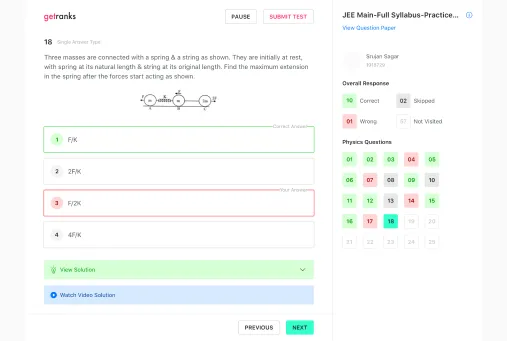 getranks
PAUSE
SUBMIT TEST
18 Single Answer Type
Three masses are connected with a spring & a string as shown. They are initially at rest,
with spring at its natural length & string at its original length. Find the maximum extension
in the spring after the forces start acting as shown.
Correct Answer
1 F/K
2 2F/K
Your Answer
3 F/2K
4 4F/K
View Solution
Watch Video Solution
PREVIOUS
NEXT
JEE Main-Full Syllabus-Practice...
View Question Paper
Srujan Sagar
Overall Response
10 Correct
02 Skipped
01 Wrong
Not Visited
Physics Questions
01 02 03 04 05
06 07 08 09 10
11 12 13 14 15
16 17 18 19 20
21 22 23 24 25